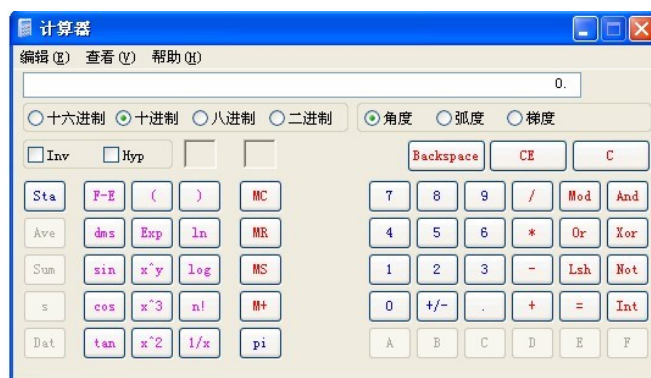 计算器
编辑(E) 查看(V) 帮助(H)
0.
十六进制 十进制 八进制 二进制 角度 弧度 梯度
Inv Hyp Backspace CE C
Sta F-E ( ) MC 7 8 9 / Mod And
Ave dms Exp ln MR 4 5 6 * Or Xor
Sum sin x^y log MS 1 2 3 - Lsh Not
s cos x^3 n! M+ 0 +/- . + = Int
Dat tan x^2 1/x pi A B C D E F